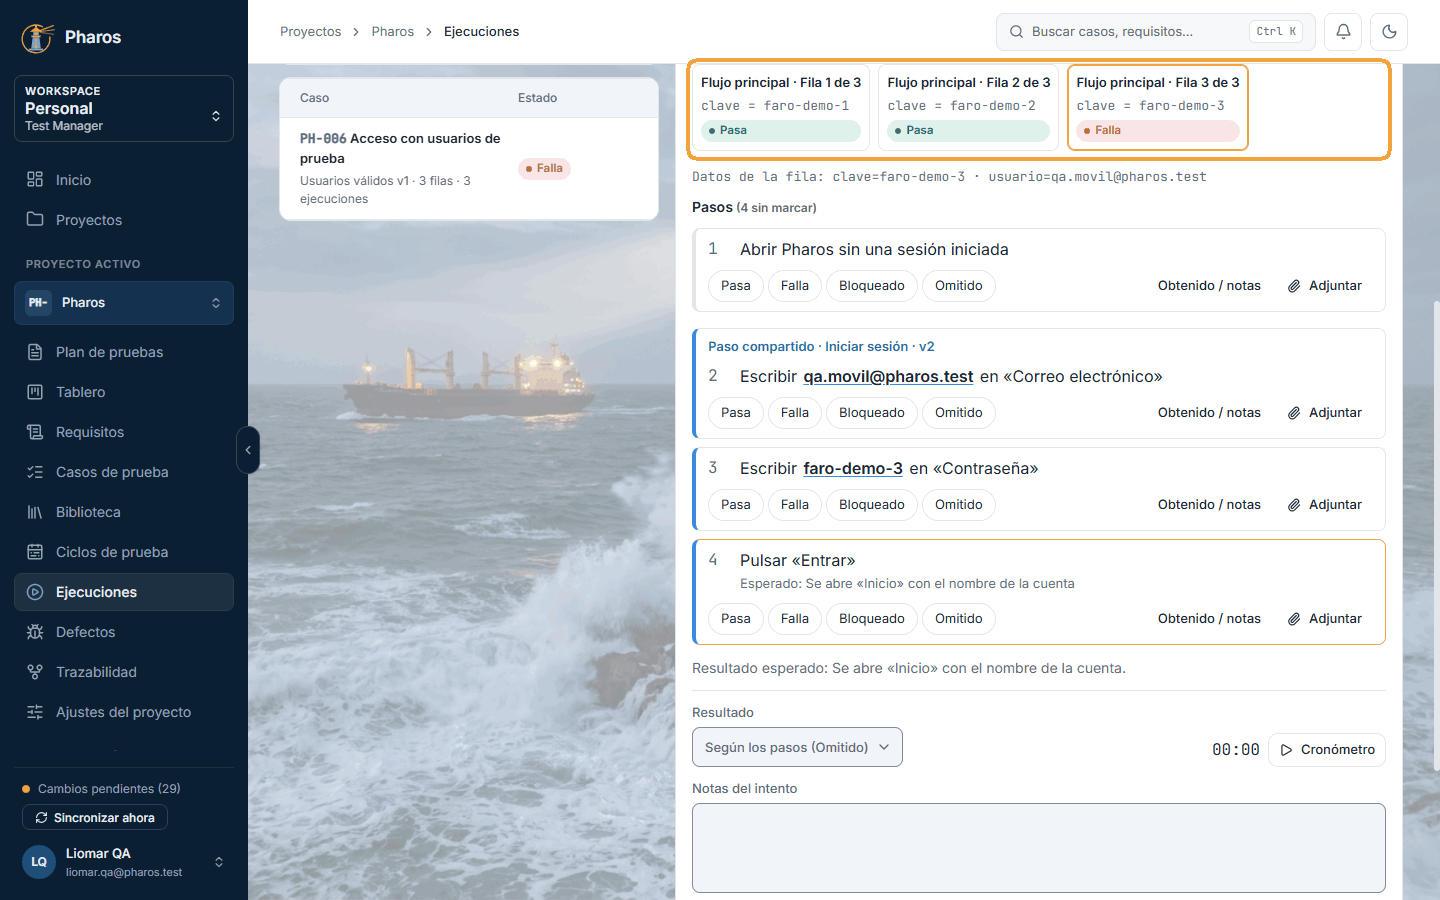 Pharos
WORKSPACE
Personal
Test Manager
Inicio
Proyectos
PROYECTO ACTIVO
PH- Pharos
Plan de pruebas
Tablero
Requisitos
Casos de prueba
Biblioteca
Ciclos de prueba
Ejecuciones
Defectos
Trazabilidad
Ajustes del proyecto
Cambios pendientes (29)
Sincronizar ahora
LQ
Liomar QA
liomar.qa@pharos.test
Proyectos > Pharos > Ejecuciones
Buscar casos, requisitos... Ctrl K
Caso Estado
PH-006 Acceso con usuarios de
prueba
Usuarios válidos v1 · 3 filas · 3
ejecuciones
Falla
Flujo principal · Fila 1 de 3
clave = faro-demo-1
Pasa
Flujo principal · Fila 2 de 3
clave = faro-demo-2
Pasa
Flujo principal · Fila 3 de 3
clave = faro-demo-3
Falla
Datos de la fila: clave=faro-demo-3 · usuario=qa.movil@pharos.test
Pasos (4 sin marcar)
1 Abrir Pharos sin una sesión iniciada
Pasa Falla Bloqueado Omitido Obtenido / notas Adjuntar
Paso compartido · Iniciar sesión · v2
2 Escribir qa.movil@pharos.test en «Correo electrónico»
Pasa Falla Bloqueado Omitido Obtenido / notas Adjuntar
3 Escribir faro-demo-3 en «Contraseña»
Pasa Falla Bloqueado Omitido Obtenido / notas Adjuntar
4 Pulsar «Entrar»
Esperado: Se abre «Inicio» con el nombre de la cuenta
Pasa Falla Bloqueado Omitido Obtenido / notas Adjuntar
Resultado esperado: Se abre «Inicio» con el nombre de la cuenta.
Resultado
Según los pasos (Omitido) 00:00 Cronómetro
Notas del intento